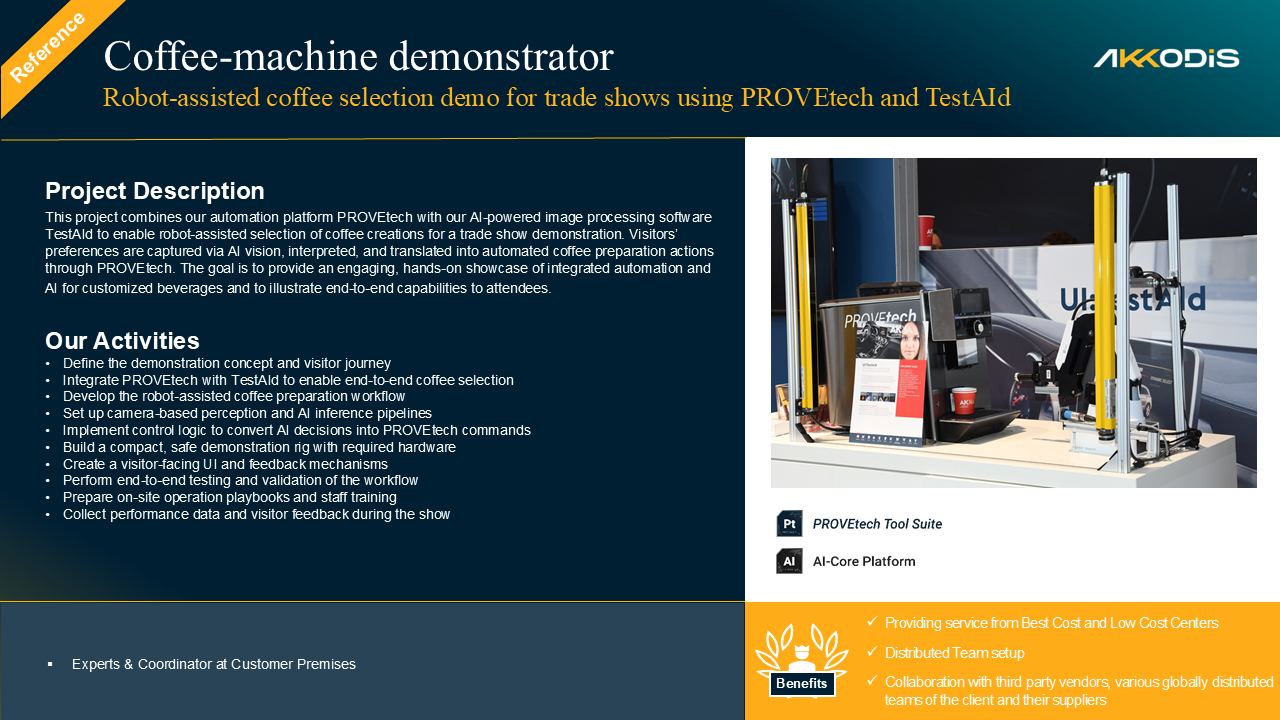 Reference
Coffee-machine demonstrator
AKKODIS
Robot-assisted coffee selection demo for trade shows using PROVEtech and TestAId
Project Description
This project combines our automation platform PROVEtech with our AI-powered image processing software
TestAId to enable robot-assisted selection of coffee creations for a trade show demonstration. Visitors’
preferences are captured via AI vision, interpreted, and translated into automated coffee preparation actions
through PROVEtech. The goal is to provide an engaging, hands-on showcase of integrated automation and
AI for customized beverages and to illustrate end-to-end capabilities to attendees.
Our Activities
• Define the demonstration concept and visitor journey
• Integrate PROVEtech with TestAId to enable end-to-end coffee selection
• Develop the robot-assisted coffee preparation workflow
• Set up camera-based perception and AI inference pipelines
• Implement control logic to convert AI decisions into PROVEtech commands
• Build a compact, safe demonstration rig with required hardware
• Create a visitor-facing UI and feedback mechanisms
• Perform end-to-end testing and validation of the workflow
• Prepare on-site operation playbooks and staff training
• Collect performance data and visitor feedback during the show
PROVEtech
Pt PROVEtech Tool Suite
AI AI-Core Platform
▪ Experts & Coordinator at Customer Premises
Benefits
✓ Providing service from Best Cost and Low Cost Centers
✓ Distributed Team setup
✓ Collaboration with third party vendors, various globally distributed
teams of the client and their suppliers